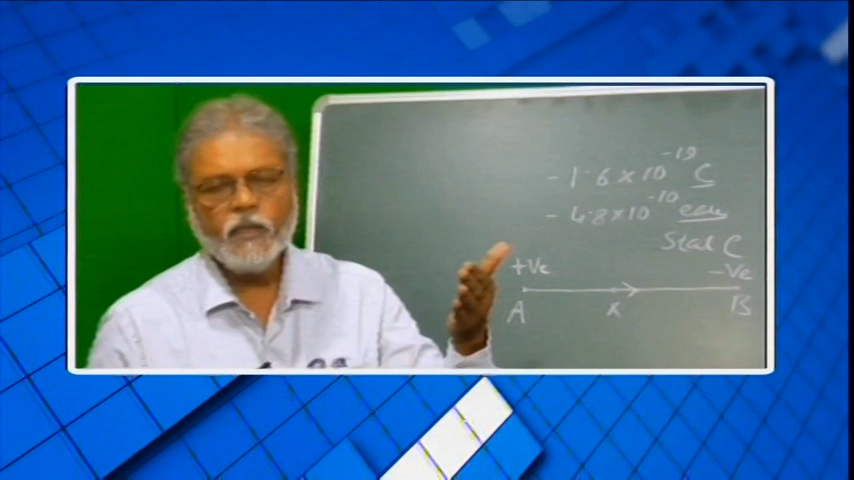 - 1.6 x 10⁻¹⁹ C
- 4.8 x 10⁻¹⁰ esu
Stat C
+Ve -Ve
A x B